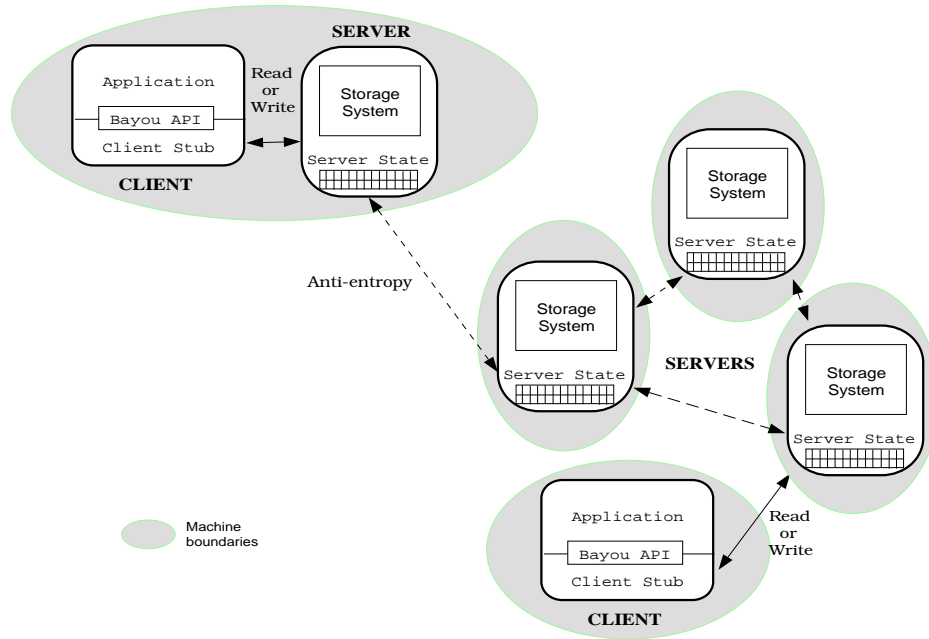 SERVER
Application
Bayou API
Client Stub
CLIENT
Read
or
Write
Storage
System
Server State
Anti-entropy
Storage
System
Server State
Storage
System
Server State
SERVERS
Storage
System
Server State
Read
or
Write
Application
Bayou API
Client Stub
CLIENT
Machine
boundaries